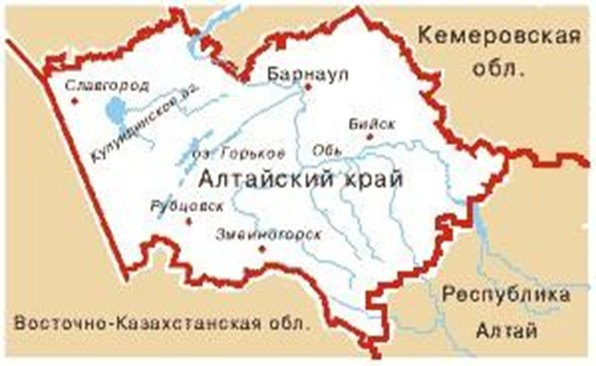 Кемеровская
обл.
Славгород
Барнаул
Кулундинское оз.
Бийск
оз. Горькое
Обь
Алтайский край
Рубцовск
Змеиногорск
Республика
Алтай
Восточно-Казахстанская обл.